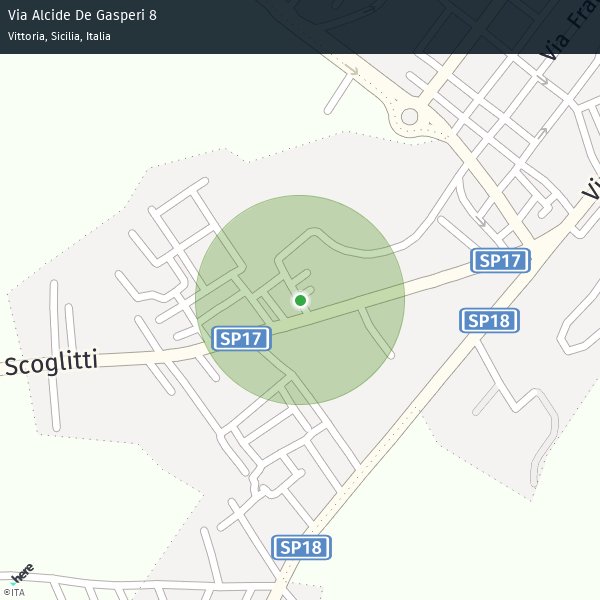 Via Alcide De Gasperi 8
Vittoria, Sicilia, Italia
Via Fra
Vi
SP17
SP18
SP17
Scoglitti
SP18
here
©ITA